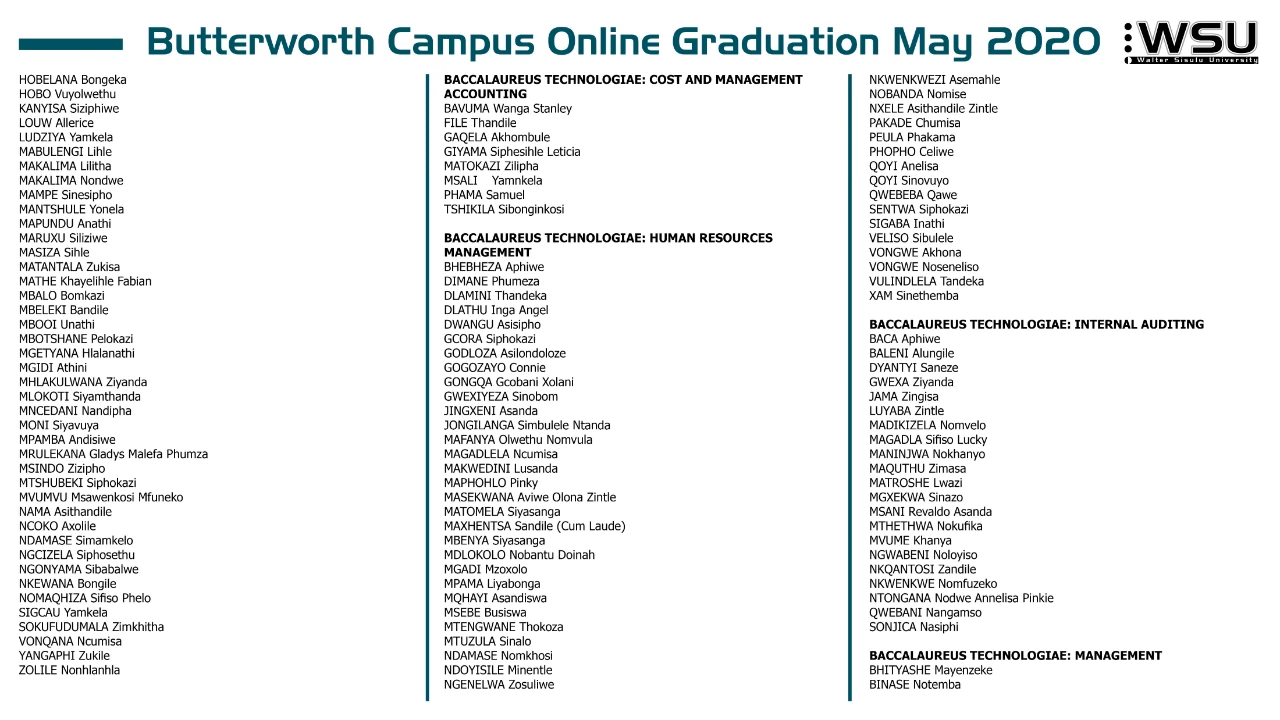 Butterworth Campus Online Graduation May 2020
WSU
Walter Sisulu University
HOBELANA Bongeka
HOBO Vuyolwethu
KANYISA Siziphiwe
LOUW Allerice
LUDZIYA Yamkela
MABULENGI Lihle
MAKALIMA Lilitha
MAKALIMA Nondwe
MAMPE Sinesipho
MANTSHULE Yonela
MAPUNDU Anathi
MARUXU Siliziwe
MASIZA Sihle
MATANTALA Zukisa
MATHE Khayelihle Fabian
MBALO Bomkazi
MBELEKI Bandile
MBOOI Unathi
MBOTSHANE Pelokazi
MGETYANA Hlalanathi
MGIDI Athini
MHLAKULWANA Ziyanda
MLOKOTI Siyamthanda
MNCEDANI Nandipha
MONI Siyavuya
MPAMBA Andisiwe
MRULEKANA Gladys Malefa Phumza
MSINDO Zizipho
MTSHUBEKI Siphokazi
MVUMVU Msawenkosi Mfuneko
NAMA Asithandile
NCOKO Axolile
NDAMASE Simamkelo
NGCIZELA Siphosethu
NGONYAMA Sibabalwe
NKEWANA Bongile
NOMAQHIZA Sifiso Phelo
SIGCAU Yamkela
SOKUFUDUMALA Zimkhitha
VONQANA Ncumisa
YANGAPHI Zukile
ZOLILE Nonhlanhla
BACCALAUREUS TECHNOLOGIAE: COST AND MANAGEMENT
ACCOUNTING
BAVUMA Wanga Stanley
FILE Thandile
GAQELA Akhombule
GIYAMA Siphesihle Leticia
MATOKAZI Zilipha
MSALI Yamnkela
PHAMA Samuel
TSHIKILA Sibonginkosi
BACCALAUREUS TECHNOLOGIAE: HUMAN RESOURCES
MANAGEMENT
BHEBHEZA Aphiwe
DIMANE Phumeza
DLAMINI Thandeka
DLATHU Inga Angel
DWANGU Asisipho
GCORA Siphokazi
GODLOZA Asilondoloze
GOGOZAYO Connie
GONGQA Gcobani Xolani
GWEXIYEZA Sinobom
JINGXENI Asanda
JONGILANGA Simbulele Ntanda
MAFANYA Olwethu Nomvula
MAGADLELA Ncumisa
MAKWEDINI Lusanda
MAPHOHLO Pinky
MASEKWANA Aviwe Olona Zintle
MATOMELA Siyasanga
MAXHENTSA Sandile (Cum Laude)
MBENYA Siyasanga
MDLOKOLO Nobantu Doinah
MGADI Mzoxolo
MPAMA Liyabonga
MQHAYI Asandiswa
MSEBE Busiswa
MTENGWANE Thokoza
MTUZULA Sinalo
NDAMASE Nomkhosi
NDOYISILE Minentle
NGENELWA Zosuliwe
NKWENKWEZI Asemahle
NOBANDA Nomise
NXELE Asithandile Zintle
PAKADE Chumisa
PEULA Phakama
PHOPHO Celiwe
QOYI Anelisa
QOYI Sinovuyo
QWEBEBA Qawe
SENTWA Siphokazi
SIGABA Inathi
VELISO Sibulele
VONGWE Akhona
VONGWE Noseneliso
VULINDLELA Tandeka
XAM Sinethemba
BACCALAUREUS TECHNOLOGIAE: INTERNAL AUDITING
BACA Aphiwe
BALENI Alungile
DYANTYI Saneze
GWEXA Ziyanda
JAMA Zingisa
LUYABA Zintle
MADIKIZELA Nomvelo
MAGADLA Sifiso Lucky
MANINJWA Nokhanyo
MAQUTHU Zimasa
MATROSHE Lwazi
MGXEKWA Sinazo
MSANI Revaldo Asanda
MTHETHWA Nokufika
MVUME Khanya
NGWABENI Noloyiso
NKQANTOSI Zandile
NKWENKWE Nomfuzeko
NTONGANA Nodwe Annelisa Pinkie
QWEBANI Nangamso
SONJICA Nasiphi
BACCALAUREUS TECHNOLOGIAE: MANAGEMENT
BHITYASHE Mayenzeke
BINASE Notemba